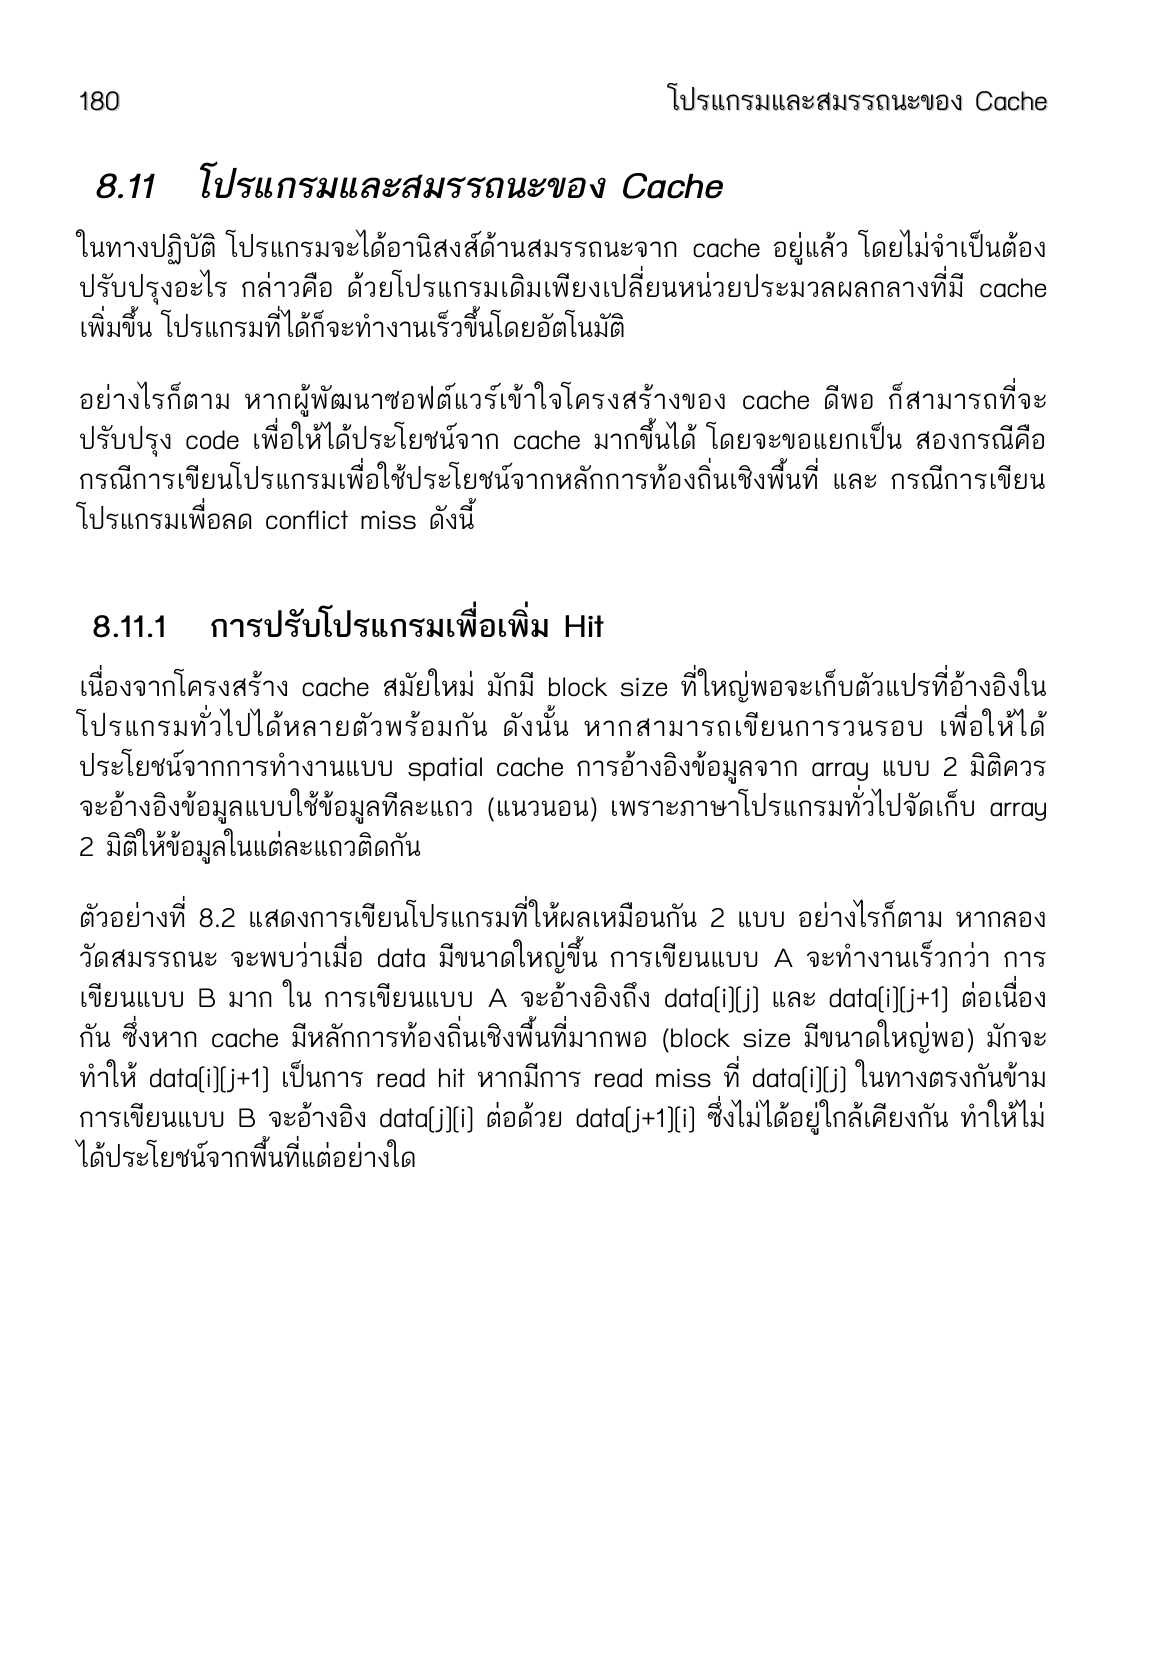 180 โปรแกรมและสมรรถนะของ Cache
8.11 โปรแกรมและสมรรถนะของ Cache
ในทางปฏิบัติ โปรแกรมจะได้อานิสงส์ด้านสมรรถนะจาก cache อยู่แล้ว โดยไม่จำเป็นต้อง
ปรับปรุงอะไร กล่าวคือ ด้วยโปรแกรมเดิมเพียงเปลี่ยนหน่วยประมวลผลกลางที่มี cache
เพิ่มขึ้น โปรแกรมที่ได้ก็จะทำงานเร็วขึ้นโดยอัตโนมัติ
อย่างไรก็ตาม หากผู้พัฒนาซอฟต์แวร์เข้าใจโครงสร้างของ cache ดีพอ ก็สามารถที่จะ
ปรับปรุง code เพื่อให้ได้ประโยชน์จาก cache มากขึ้นได้ โดยจะขอแยกเป็น สองกรณีคือ
กรณีการเขียนโปรแกรมเพื่อใช้ประโยชน์จากหลักการท้องถิ่นเชิงพื้นที่ และ กรณีการเขียน
โปรแกรมเพื่อลด conflict miss ดังนี้
8.11.1 การปรับโปรแกรมเพื่อเพิ่ม Hit
เนื่องจากโครงสร้าง cache สมัยใหม่ มักมี block size ที่ใหญ่พอจะเก็บตัวแปรที่อ้างอิงใน
โปรแกรมทั่วไปได้หลายตัวพร้อมกัน ดังนั้น หากสามารถเขียนการวนรอบ เพื่อให้ได้
ประโยชน์จากการทำงานแบบ spatial cache การอ้างอิงข้อมูลจาก array แบบ 2 มิติควร
จะอ้างอิงข้อมูลแบบใช้ข้อมูลทีละแถว (แนวนอน) เพราะภาษาโปรแกรมทั่วไปจัดเก็บ array
2 มิติให้ข้อมูลในแต่ละแถวติดกัน
ตัวอย่างที่ 8.2 แสดงการเขียนโปรแกรมที่ให้ผลเหมือนกัน 2 แบบ อย่างไรก็ตาม หากลอง
วัดสมรรถนะ จะพบว่าเมื่อ data มีขนาดใหญ่ขึ้น การเขียนแบบ A จะทำงานเร็วกว่า การ
เขียนแบบ B มาก ใน การเขียนแบบ A จะอ้างอิงถึง data[i][j] และ data[i][j+1] ต่อเนื่อง
กัน ซึ่งหาก cache มีหลักการท้องถิ่นเชิงพื้นที่มากพอ (block size มีขนาดใหญ่พอ) มักจะ
ทำให้ data[i][j+1] เป็นการ read hit หากมีการ read miss ที่ data[i][j] ในทางตรงกันข้าม
การเขียนแบบ B จะอ้างอิง data[j][i] ต่อด้วย data[j+1][i] ซึ่งไม่ได้อยู่ใกล้เคียงกัน ทำให้ไม่
ได้ประโยชน์จากพื้นที่แต่อย่างใด